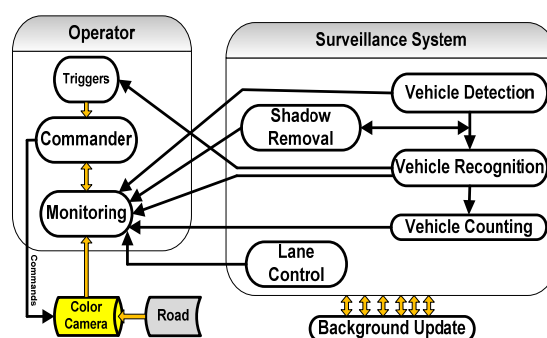 Operator
Triggers
Commander
Monitoring
Commands
Color
Camera
Road
Surveillance System
Vehicle Detection
Shadow
Removal
Vehicle Recognition
Vehicle Counting
Lane
Control
Background Update